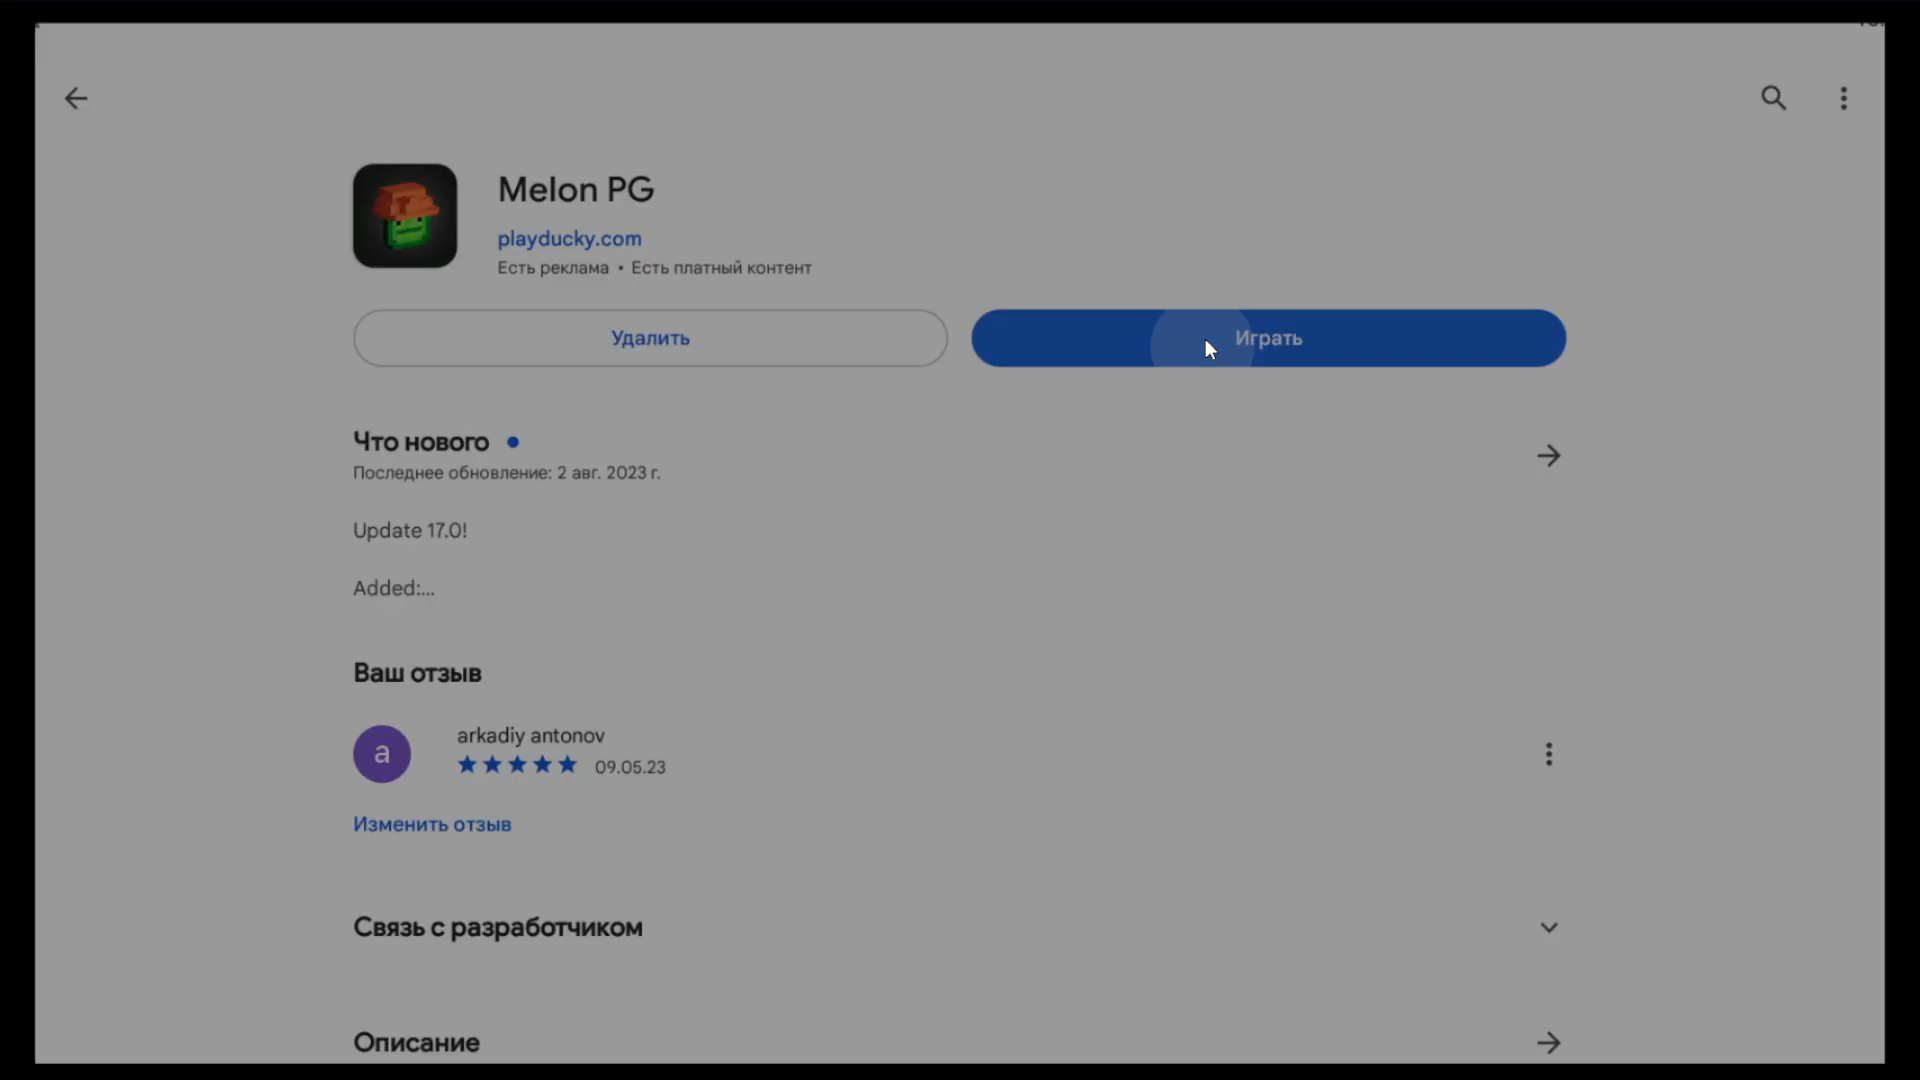 Melon PG
playducky.com
Есть реклама • Есть платный контент
Удалить
Играть
Что нового
Последнее обновление: 2 авг. 2023 г.
Update 17.0!
Added:...
Ваш отзыв
a
arkadiy antonov
09.05.23
Изменить отзыв
Связь с разработчиком
Описание